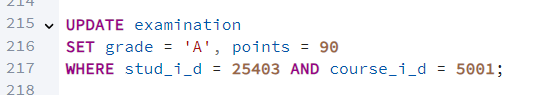 214
215 UPDATE examination
216 SET grade = 'A', points = 90
217 WHERE stud_i_d = 25403 AND course_i_d = 5001;
218